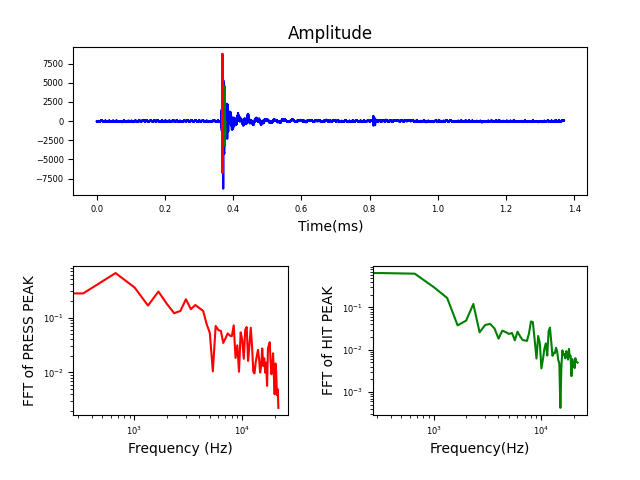 Amplitude
7500
5000
2500
0
−2500
−5000
−7500
0.0 0.2 0.4 0.6 0.8 1.0 1.2 1.4
Time(ms)
FFT of PRESS PEAK
10⁻¹
10⁻²
10³ 10⁴
Frequency (Hz)
FFT of HIT PEAK
10⁻¹
10⁻²
10⁻³
10³ 10⁴
Frequency(Hz)